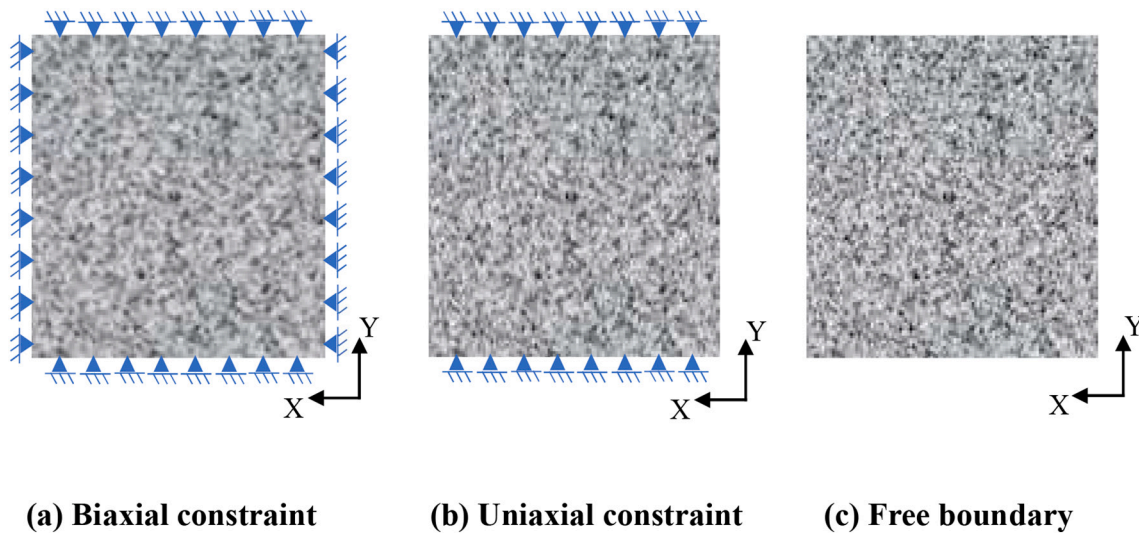 Y
X
Y
X
Y
X
(a) Biaxial constraint
(b) Uniaxial constraint
(c) Free boundary